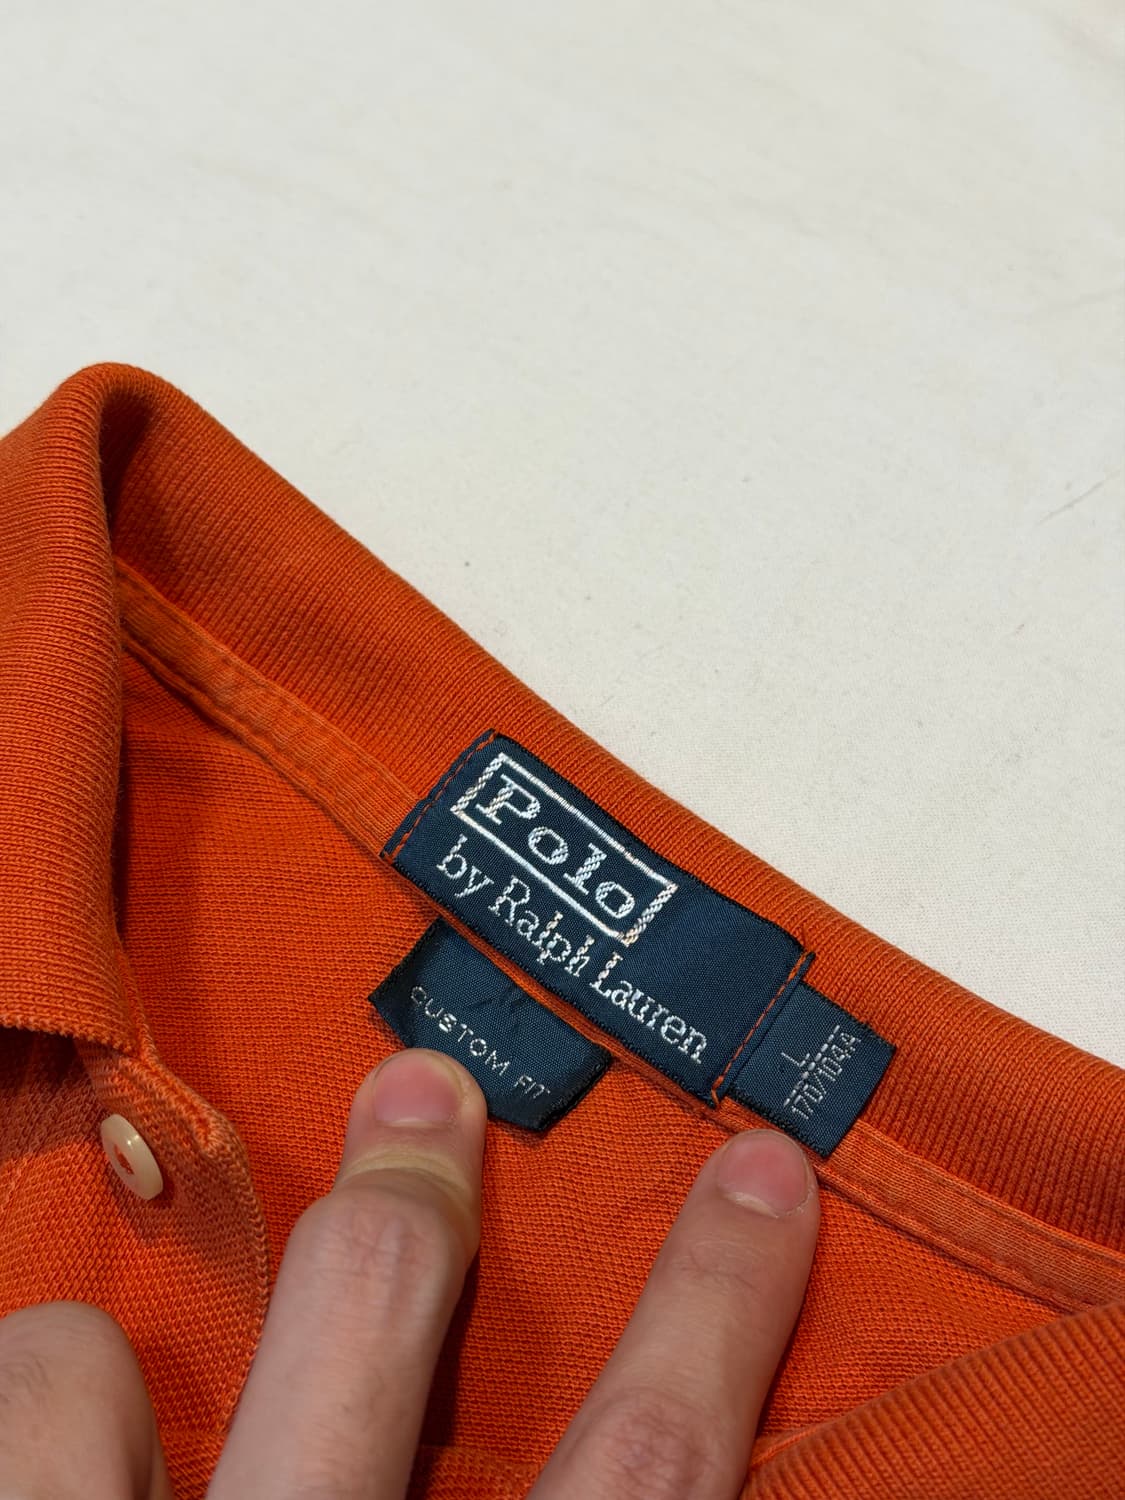 Polo
by Ralph Lauren
CUSTOM FIT
L
170/104A